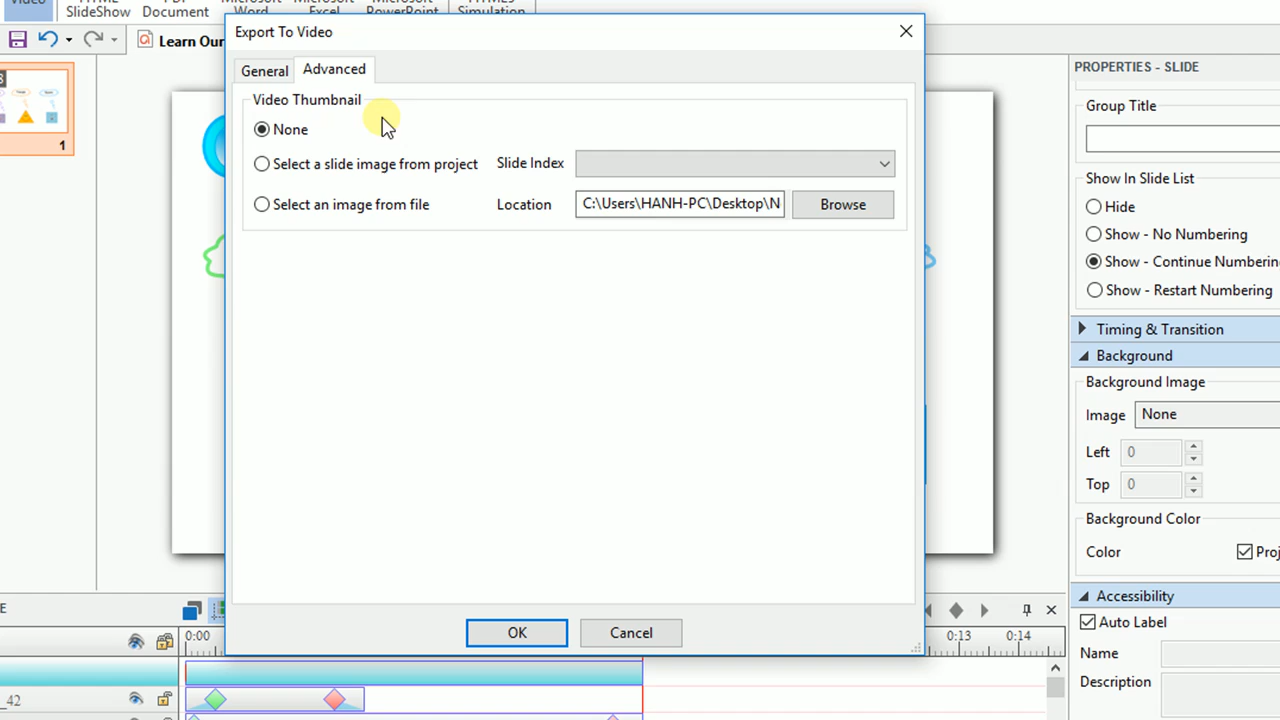 Video
HTML
SlideShow
PDF
Document
Microsoft
Word
Microsoft
Excel
Microsoft
PowerPoint
HTML5
Simulation
Learn Our
Export To Video
General
Advanced
Video Thumbnail
None
Select a slide image from project
Slide Index
Select an image from file
Location
C:\Users\HANH-PC\Desktop\N
Browse
OK
Cancel
1
PROPERTIES - SLIDE
Group Title
Show In Slide List
Hide
Show - No Numbering
Show - Continue Numberin
Show - Restart Numbering
Timing & Transition
Background
Background Image
Image
None
Left
0
Top
0
Background Color
Color
Proj
Accessibility
Auto Label
Name
Description
E
0:00
0:13
0:14
_42